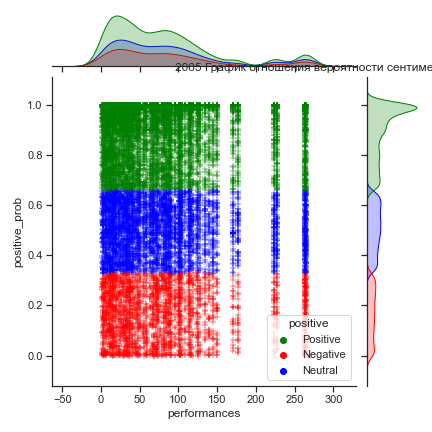 2005 График отношения вероятности сентиме
1.0
0.8
0.6
0.4
0.2
0.0
positive_prob
positive
Positive
Negative
Neutral
−50 0 50 100 150 200 250 300
performances